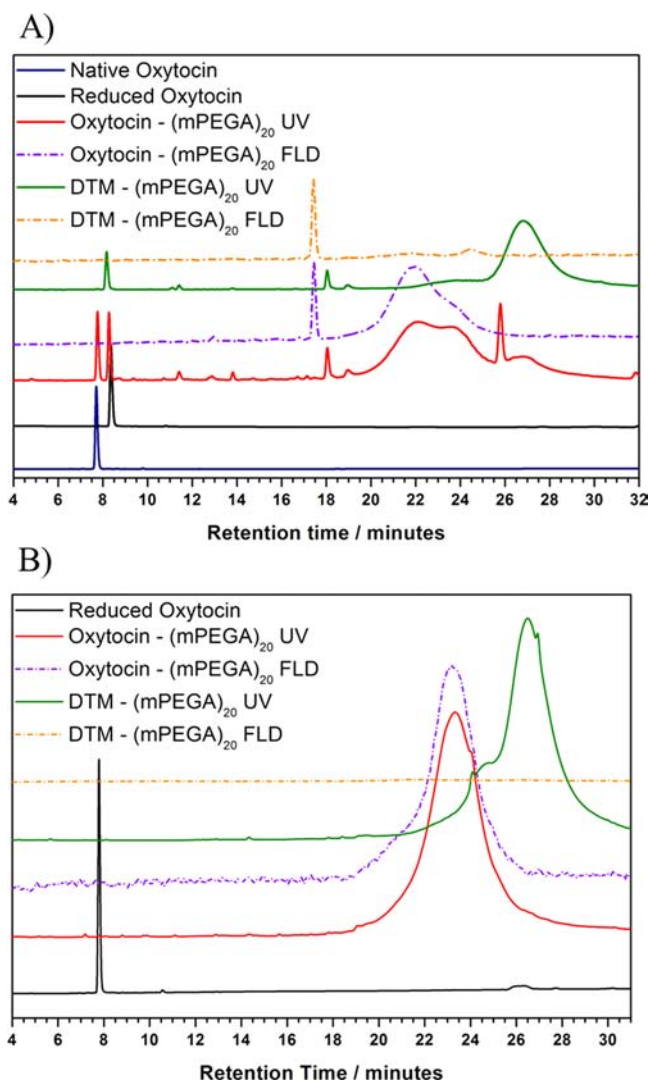 A)
Native Oxytocin
Reduced Oxytocin
Oxytocin - (mPEGA)₂₀ UV
Oxytocin - (mPEGA)₂₀ FLD
DTM - (mPEGA)₂₀ UV
DTM - (mPEGA)₂₀ FLD
4 6 8 10 12 14 16 18 20 22 24 26 28 30 32
Retention time / minutes
B)
Reduced Oxytocin
Oxytocin - (mPEGA)₂₀ UV
Oxytocin - (mPEGA)₂₀ FLD
DTM - (mPEGA)₂₀ UV
DTM - (mPEGA)₂₀ FLD
4 6 8 10 12 14 16 18 20 22 24 26 28 30
Retention Time / minutes